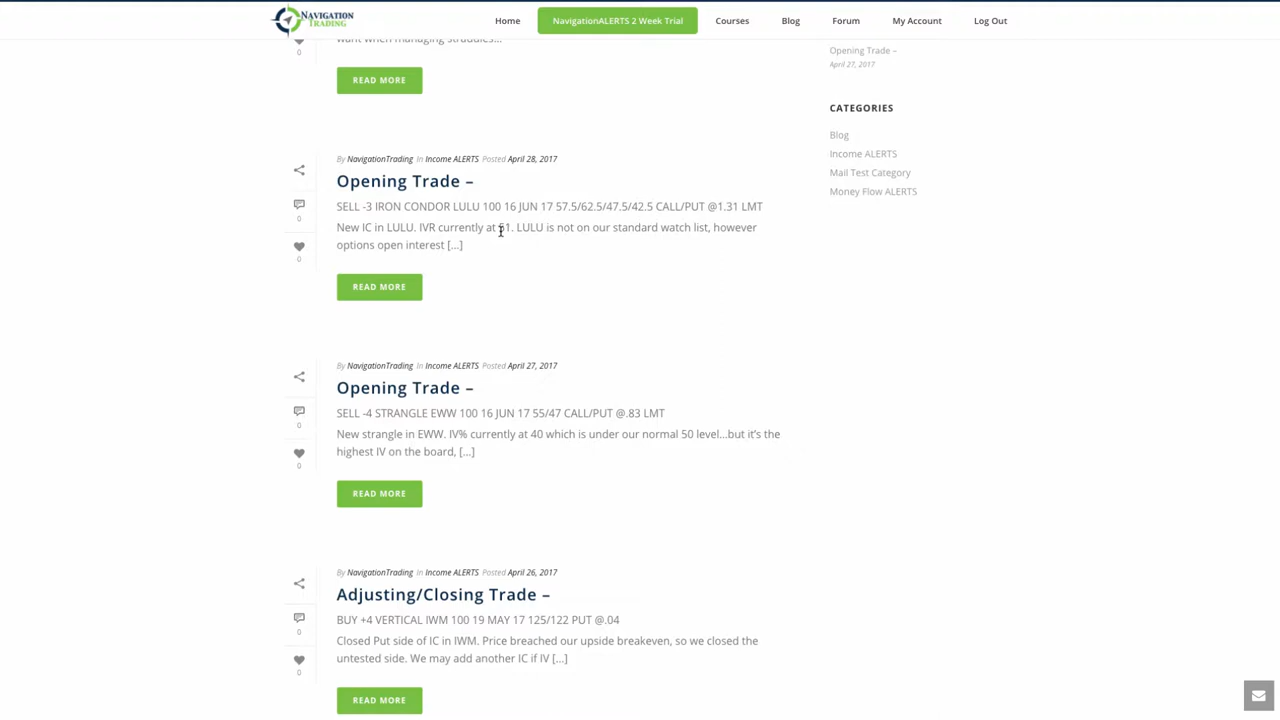 NAVIGATION
TRADING
Home
NavigationALERTS 2 Week Trial
Courses
Blog
Forum
My Account
Log Out
want when managing straddles...
0
READ MORE
Opening Trade –
April 27, 2017
CATEGORIES
Blog
Income ALERTS
Mail Test Category
Money Flow ALERTS
By NavigationTrading In Income ALERTS Posted April 28, 2017
Opening Trade –
SELL -3 IRON CONDOR LULU 100 16 JUN 17 57.5/62.5/47.5/42.5 CALL/PUT @1.31 LMT
0
New IC in LULU. IVR currently at 51. LULU is not on our standard watch list, however
options open interest [...]
0
READ MORE
By NavigationTrading In Income ALERTS Posted April 27, 2017
Opening Trade –
SELL -4 STRANGLE EWW 100 16 JUN 17 55/47 CALL/PUT @.83 LMT
0
New strangle in EWW. IV% currently at 40 which is under our normal 50 level...but it's the
highest IV on the board, [...]
0
READ MORE
By NavigationTrading In Income ALERTS Posted April 26, 2017
Adjusting/Closing Trade –
BUY +4 VERTICAL IWM 100 19 MAY 17 125/122 PUT @.04
0
Closed Put side of IC in IWM. Price breached our upside breakeven, so we closed the
untested side. We may add another IC if IV [...]
0
READ MORE